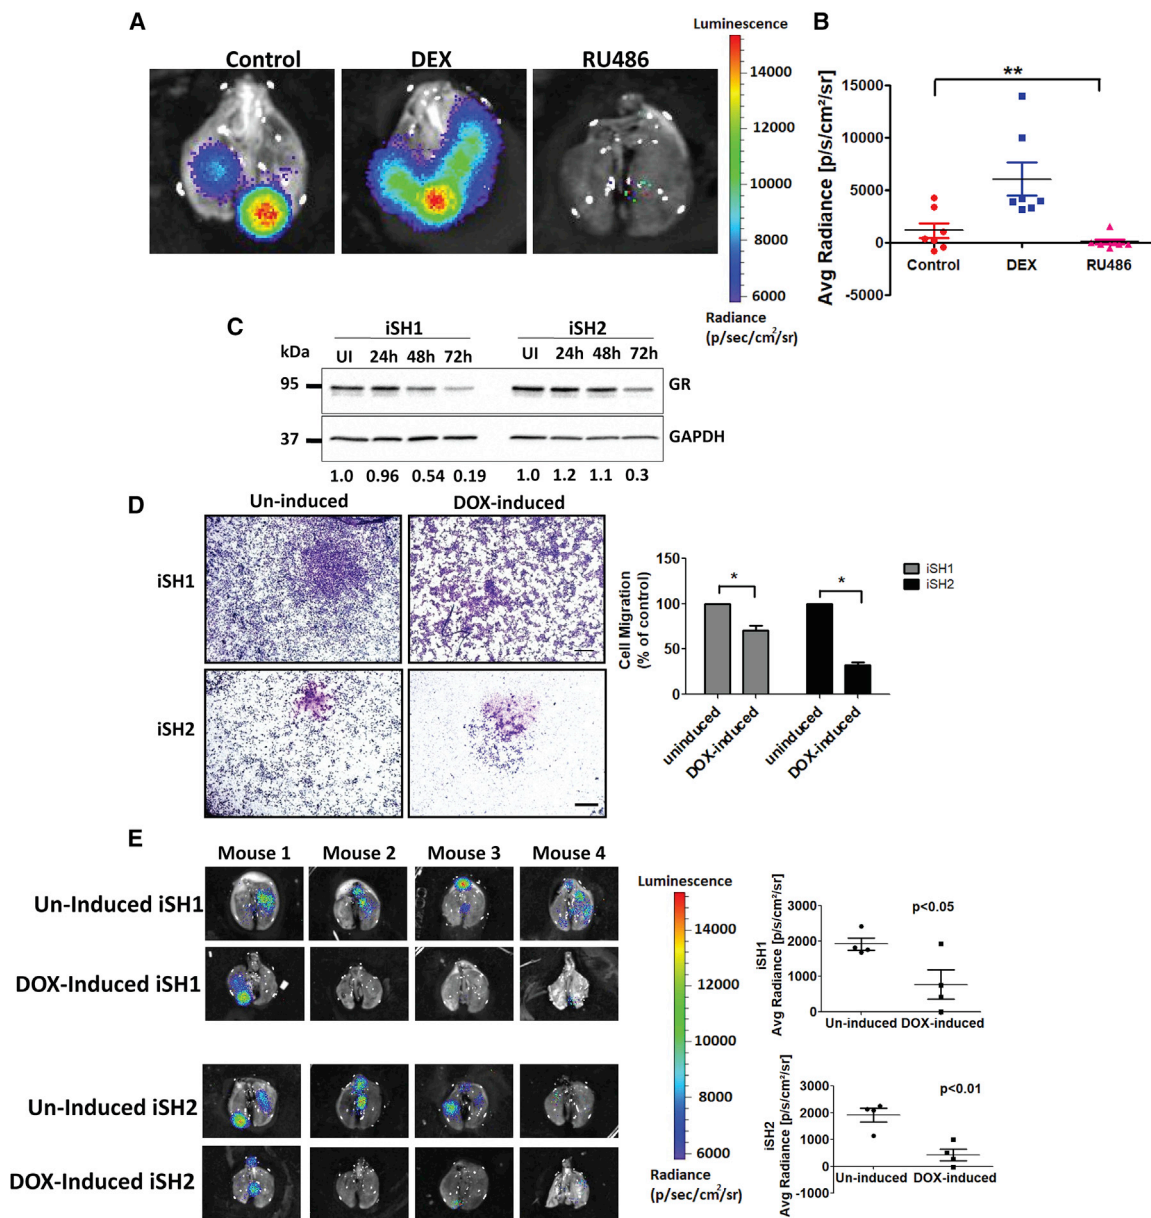 A
Control
DEX
RU486
Luminescence
14000
12000
10000
8000
6000
Radiance
(p/sec/cm²/sr)
B
Avg Radiance [p/s/cm²/sr]
**
15000
10000
5000
0
-5000
Control
DEX
RU486
C
iSH1
iSH2
kDa
UI 24h 48h 72h
UI 24h 48h 72h
95
GR
37
GAPDH
1.0 0.96 0.54 0.19
1.0 1.2 1.1 0.3
D
Un-induced
DOX-induced
iSH1
iSH2
Cell Migration
(% of control)
150
100
50
0
*
*
iSH1
iSH2
uninduced
DOX-induced
uninduced
DOX-induced
E
Mouse 1
Mouse 2
Mouse 3
Mouse 4
Un-Induced iSH1
DOX-Induced iSH1
Un-Induced iSH2
DOX-Induced iSH2
Luminescence
14000
12000
10000
8000
6000
Radiance
(p/sec/cm²/sr)
iSH1
Avg Radiance [p/s/cm²/sr]
3000
2000
1000
0
p<0.05
Un-induced
DOX-induced
iSH2
Avg Radiance [p/s/cm²/sr]
3000
2000
1000
0
-1000
p<0.01
Un-induced
DOX-induced